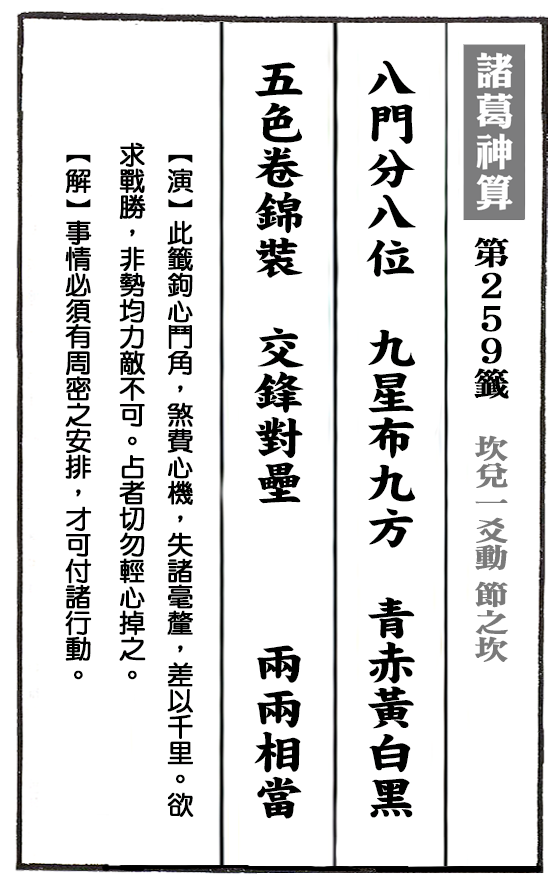 諸葛神算 第259籤 坎兌一爻動 節之坎
八門分八位 九星布九方 青赤黃白黑
五色卷錦裝 交鋒對壘 兩兩相當
【演】此籤鉤心鬥角，煞費心機，失諸毫釐，差以千里。欲
求戰勝，非勢均力敵不可。占者切勿輕心掉之。
【解】事情必須有周密之安排，才可付諸行動。